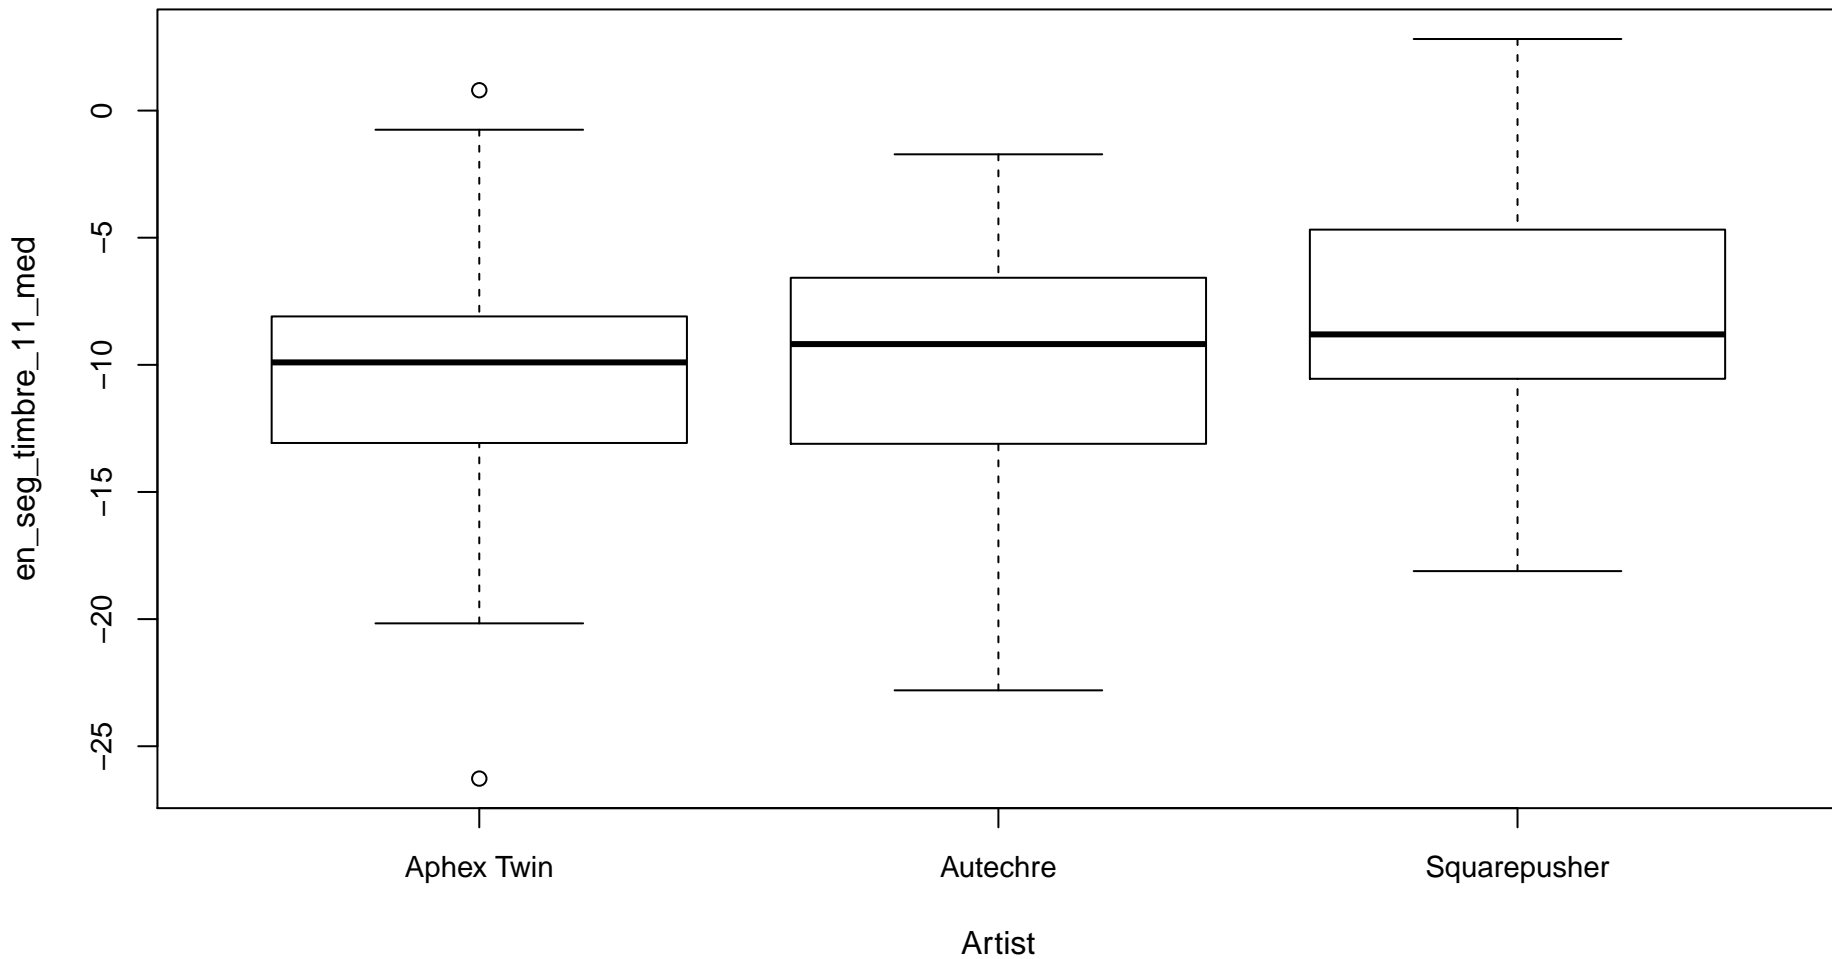 en_seg_timbre_11_med
0
−5
−10
−15
−20
−25
Aphex Twin
Autechre
Squarepusher
Artist